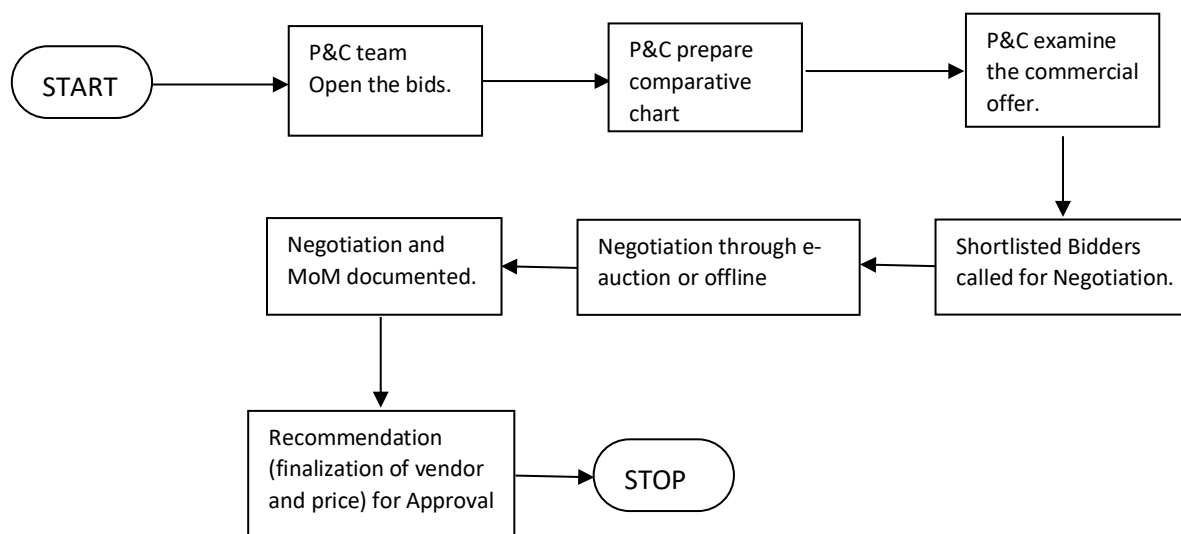 START
P&C team
Open the bids.
P&C prepare
comparative
chart
P&C examine
the commercial
offer.
Shortlisted Bidders
called for Negotiation.
Negotiation through e-
auction or offline
Negotiation and
MoM documented.
Recommendation
(finalization of vendor
and price) for Approval
STOP